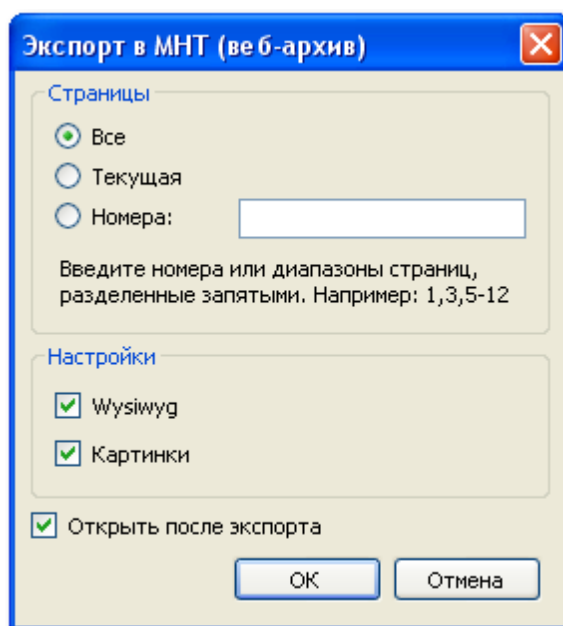 Экспорт в MHT (веб-архив)
Страницы
Все
Текущая
Номера:
Введите номера или диапазоны страниц,
разделенные запятыми. Например: 1,3,5-12
Настройки
Wysiwyg
Картинки
Открыть после экспорта
ОК
Отмена